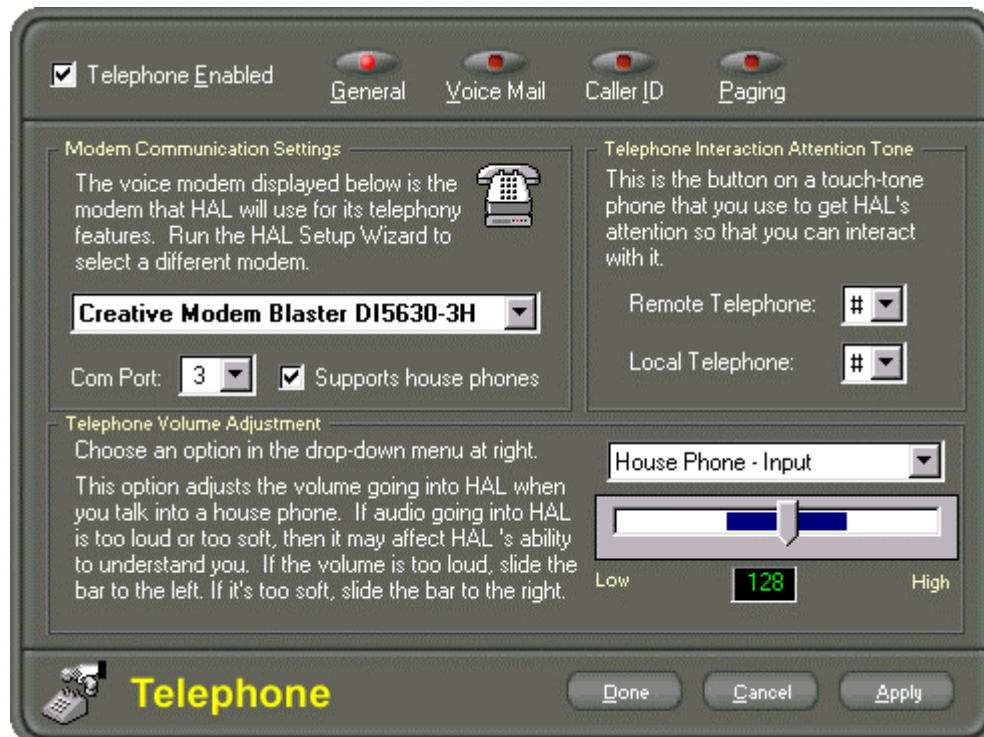 Telephone Enabled
General
Voice Mail
Caller ID
Paging
Modem Communication Settings
The voice modem displayed below is the
modem that HAL will use for its telephony
features. Run the HAL Setup Wizard to
select a different modem.
Creative Modem Blaster DI5630-3H
Com Port: 3 Supports house phones
Telephone Interaction Attention Tone
This is the button on a touch-tone
phone that you use to get HAL's
attention so that you can interact
with it.
Remote Telephone: #
Local Telephone: #
Telephone Volume Adjustment
Choose an option in the drop-down menu at right.
This option adjusts the volume going into HAL when
you talk into a house phone. If audio going into HAL
is too loud or too soft, then it may affect HAL 's ability
to understand you. If the volume is too loud, slide the
bar to the left. If it's too soft, slide the bar to the right.
House Phone - Input
Low 128 High
Telephone
Done
Cancel
Apply